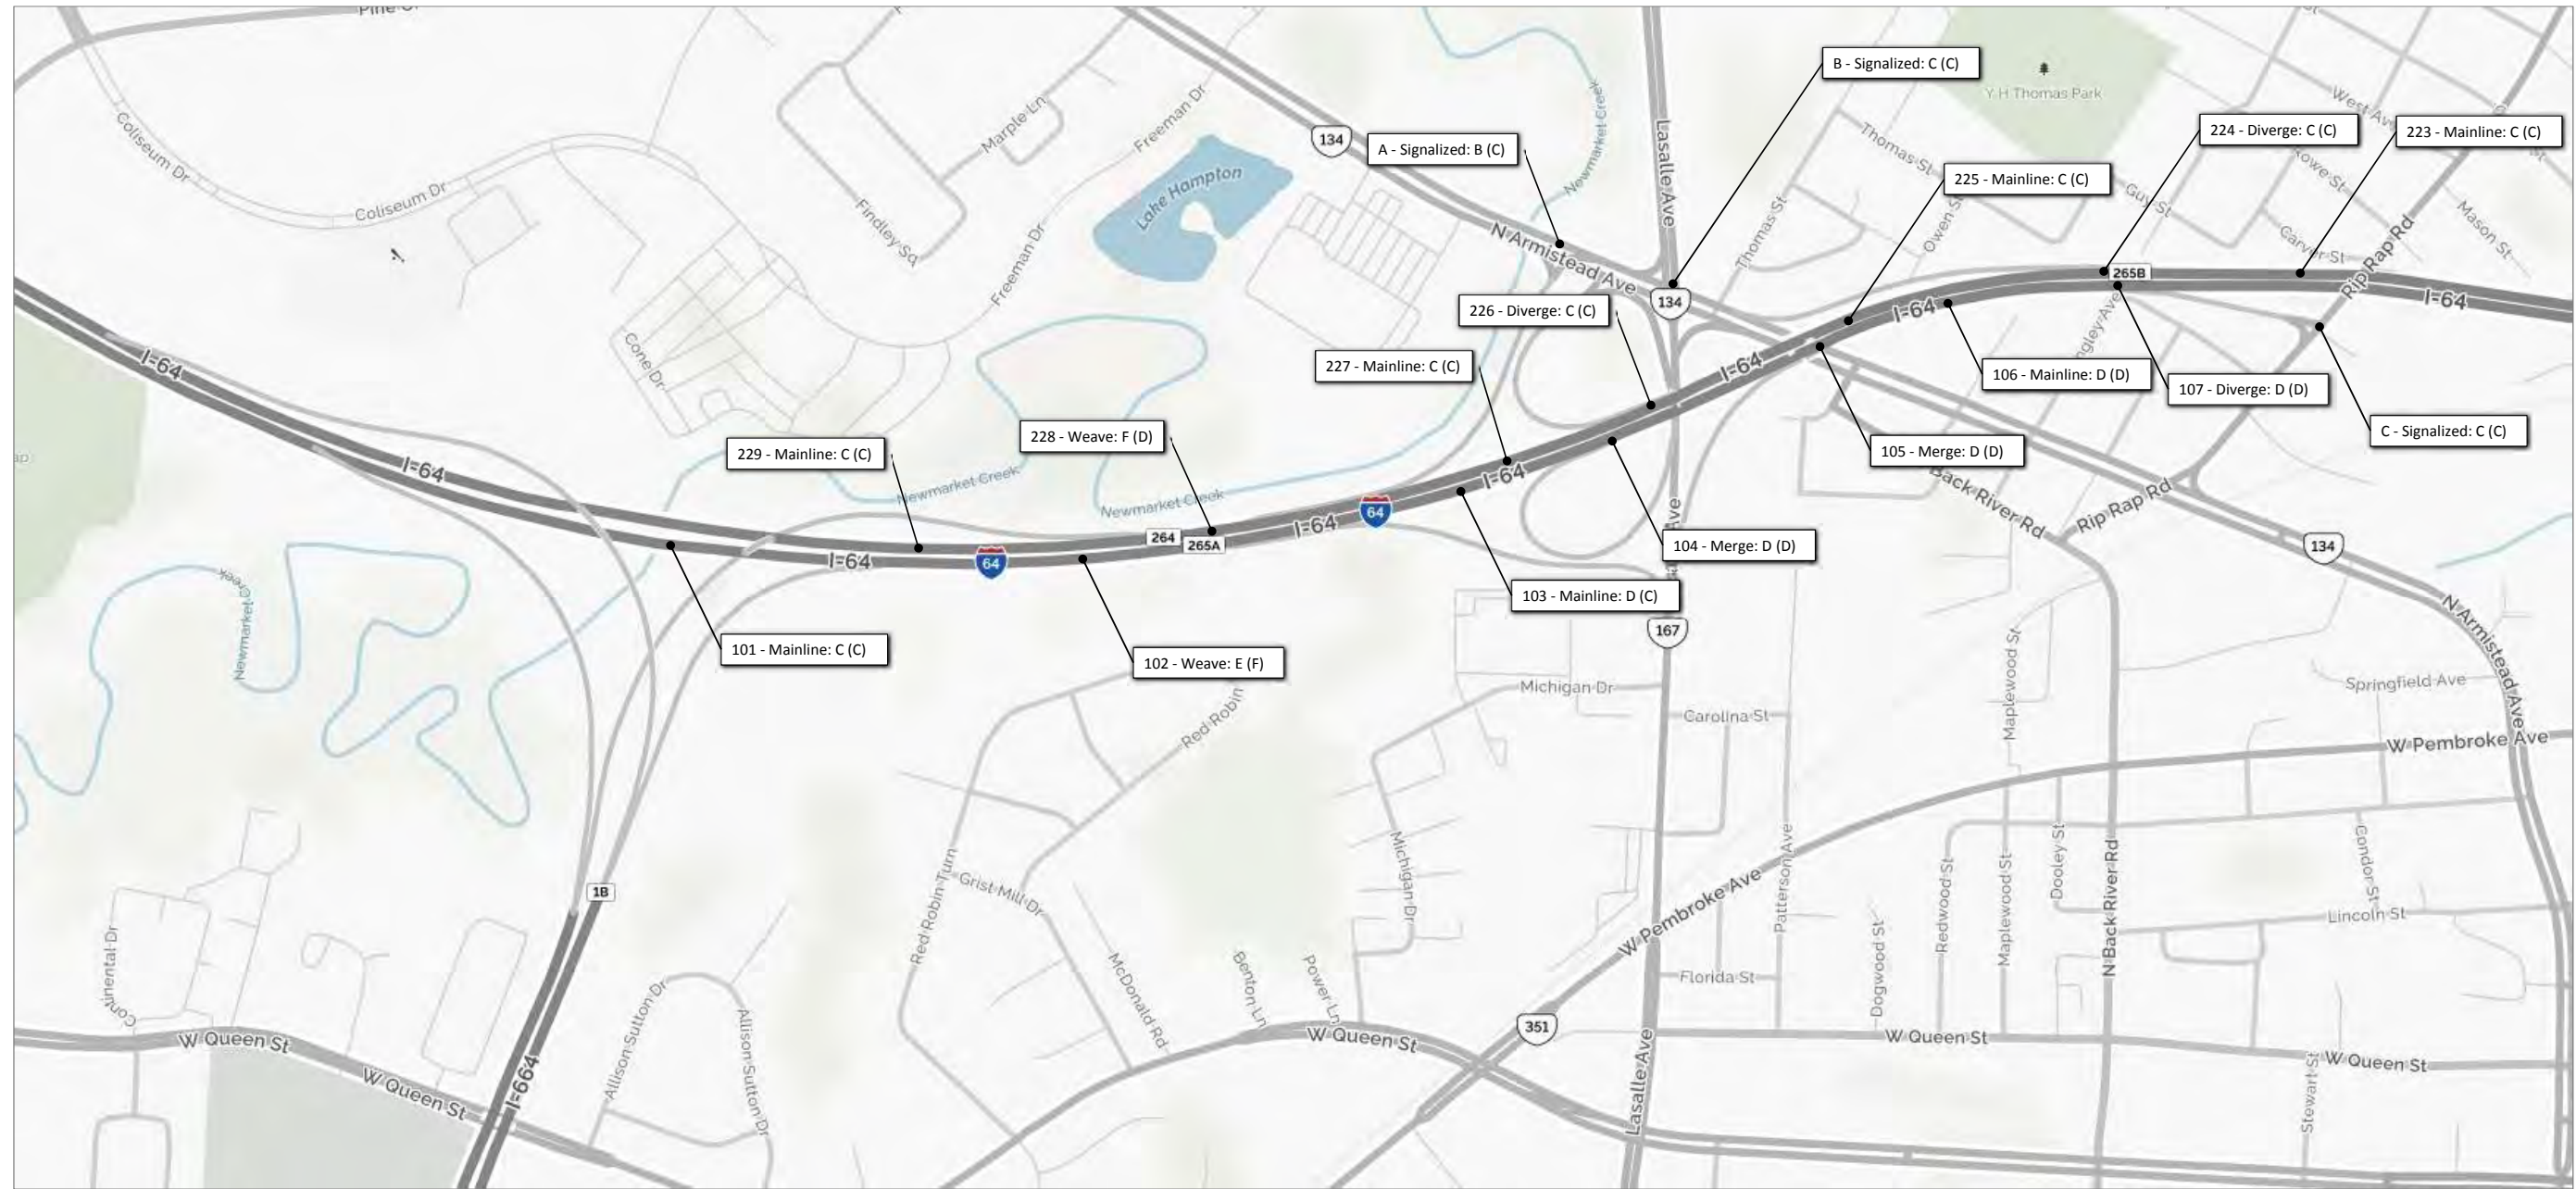 Coliseum Dr
Coliseum Dr
Marple Ln
Freeman Dr
Findley Sq
Freeman Dr
Lake Hampton
Cone Dr
134
A - Signalized: B (C)
Newmarket Creek
N Armistead Ave
Lasalle Ave
B - Signalized: C (C)
134
Y H Thomas Park
Thomas St
Thomas St
Owen St
Guy St
225 - Mainline: C (C)
224 - Diverge: C (C)
223 - Mainline: C (C)
Carver St
Mason St
Rip Rap Rd
265B
I-64
I-64
I-64
226 - Diverge: C (C)
227 - Mainline: C (C)
228 - Weave: F (D)
229 - Mainline: C (C)
106 - Mainline: D (D)
107 - Diverge: D (D)
C - Signalized: C (C)
105 - Merge: D (D)
104 - Merge: D (D)
103 - Mainline: D (C)
102 - Weave: E (F)
101 - Mainline: C (C)
I-64
I-64
I-64
I-64
I-64
64
64
264
265A
Newmarket Creek
Newmarket Creek
Newmarket Creek
Back River Rd
Rip Rap Rd
134
N Armistead Ave
167
Michigan Dr
Carolina St
Maplewood St
Springfield Ave
W Pembroke Ave
Red Robin
Red Robin Turn
Grist Mill Dr
McDonald Rd
Benton Ln
Power Ln
Michigan Dr
W Pembroke Ave
Patterson Ave
Florida St
Dogwood St
Redwood St
Maplewood St
Dooley St
N Back River Rd
Condor St
Lincoln St
1B
Continental Dr
W Queen St
W Queen St
I-664
Allison Sutton Dr
Allison Sutton Dr
W Queen St
351
Lasalle Ave
W Queen St
W Queen St
Stewart St